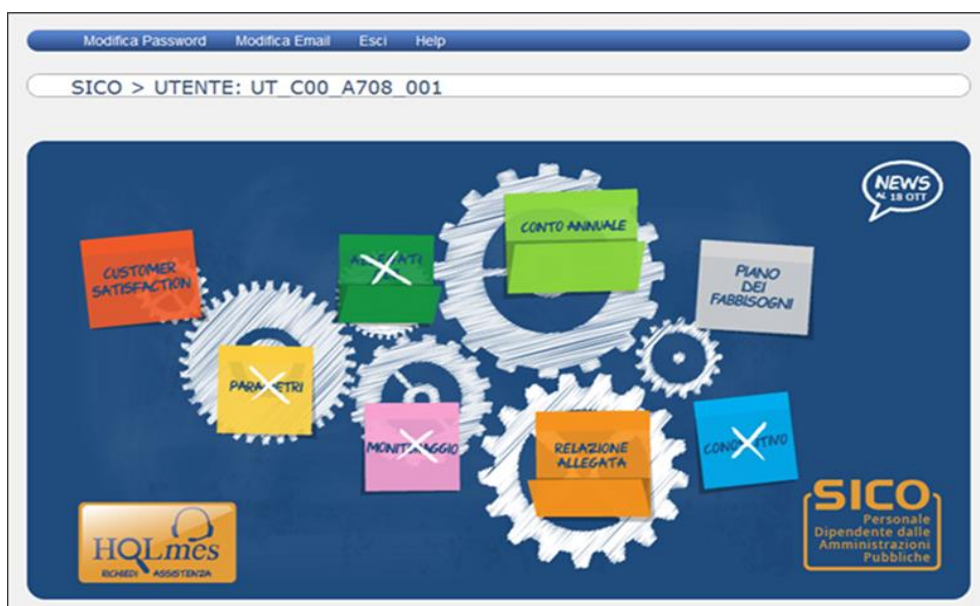 Modifica Password Modifica Email Esci Help
SICO > UTENTE: UT_C00_A708_001
NEWS
AL 18 OTT
CONTO ANNUALE
CUSTOMER
SATISFACTION
PIANO
DEI
FABBISOGNI
PARAMETRI
MONITORAGGIO
RELAZIONE
ALLEGATA
SICO
Personale
Dipendente dalle
Amministrazioni
Pubbliche
HQLmes
RICHIEDI ASSISTENZA